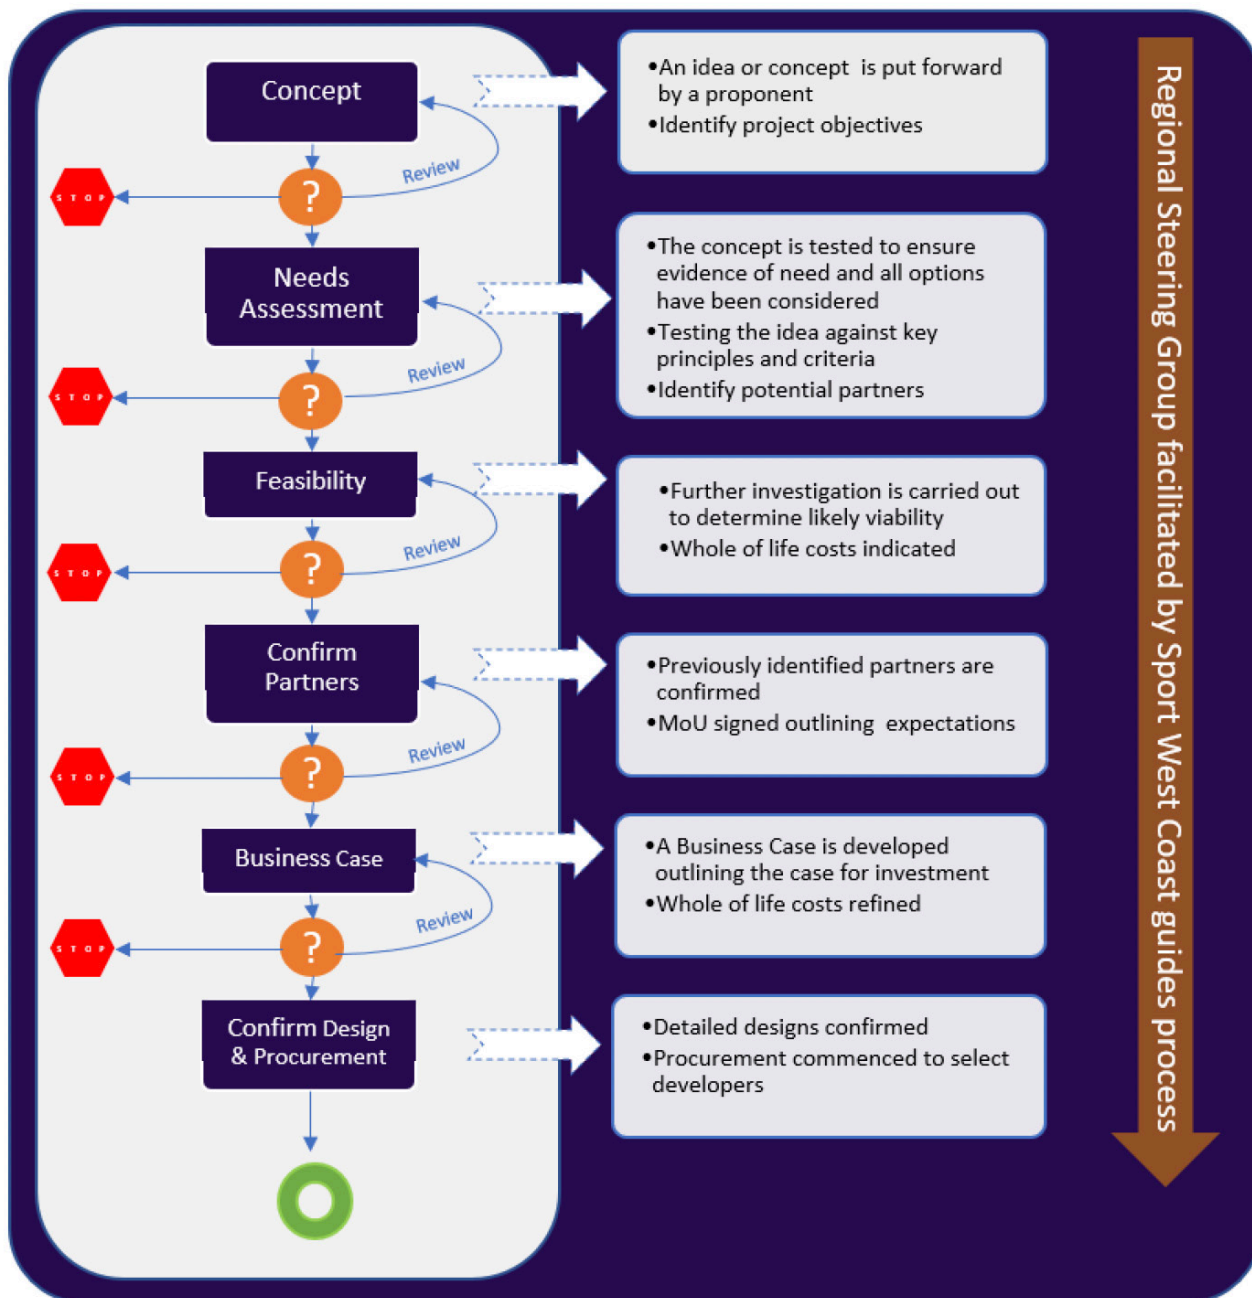 Concept
•An idea or concept is put forward
by a proponent
•Identify project objectives
Review
STOP
?
Needs
Assessment
•The concept is tested to ensure
evidence of need and all options
have been considered
•Testing the idea against key
principles and criteria
•Identify potential partners
Review
STOP
?
Feasibility
•Further investigation is carried out
to determine likely viability
•Whole of life costs indicated
Review
STOP
?
Confirm
Partners
•Previously identified partners are
confirmed
•MoU signed outlining expectations
Review
STOP
?
Business Case
•A Business Case is developed
outlining the case for investment
•Whole of life costs refined
Review
STOP
?
Confirm Design
& Procurement
•Detailed designs confirmed
•Procurement commenced to select
developers
Regional Steering Group facilitated by Sport West Coast guides process